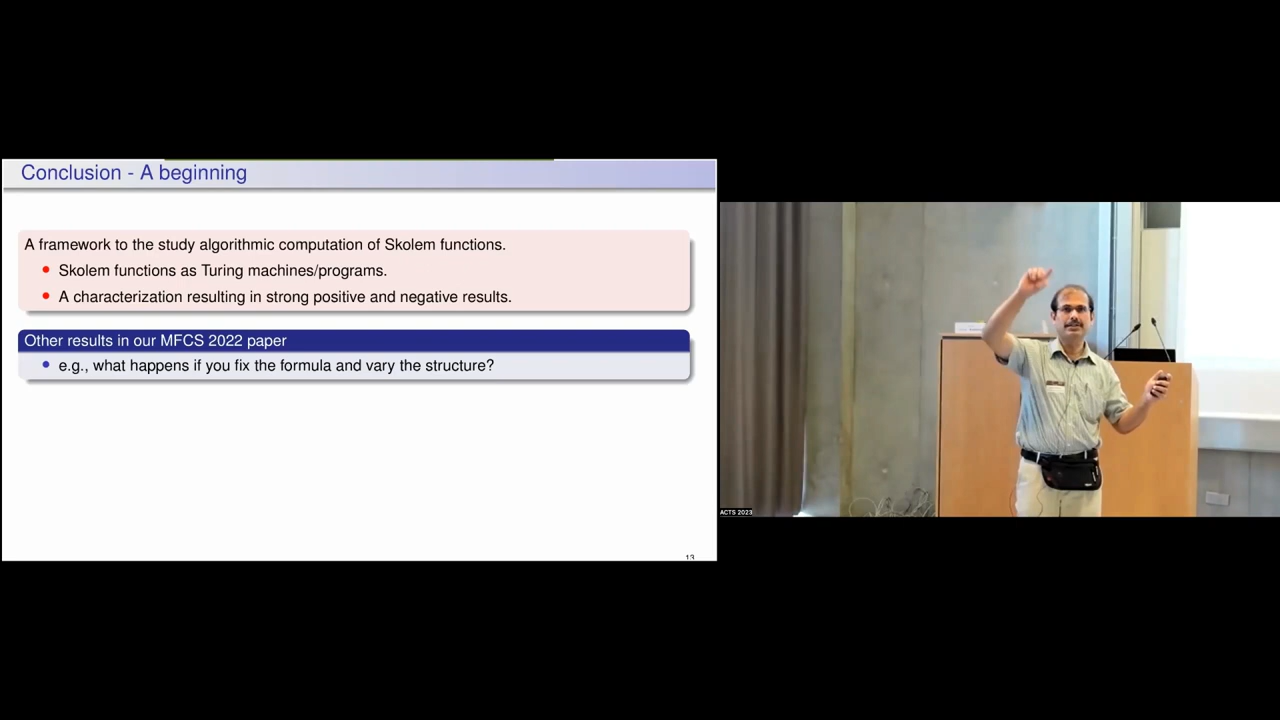 Conclusion - A beginning
A framework to the study algorithmic computation of Skolem functions.
Skolem functions as Turing machines/programs.
A characterization resulting in strong positive and negative results.
Other results in our MFCS 2022 paper
e.g., what happens if you fix the formula and vary the structure?
13
ACTS 2023